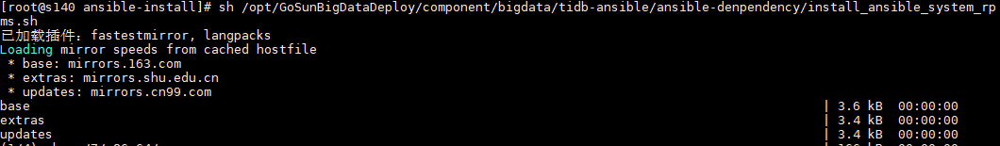 [root@s140 ansible-install]# sh /opt/GoSunBigDataDeploy/component/bigdata/tidb-ansible/ansible-denpendency/install_ansible_system_rp
ms.sh
已加载插件：fastestmirror, langpacks
Loading mirror speeds from cached hostfile
 * base: mirrors.163.com
 * extras: mirrors.shu.edu.cn
 * updates: mirrors.cn99.com
base | 3.6 kB 00:00:00
extras | 3.4 kB 00:00:00
updates | 3.4 kB 00:00:00